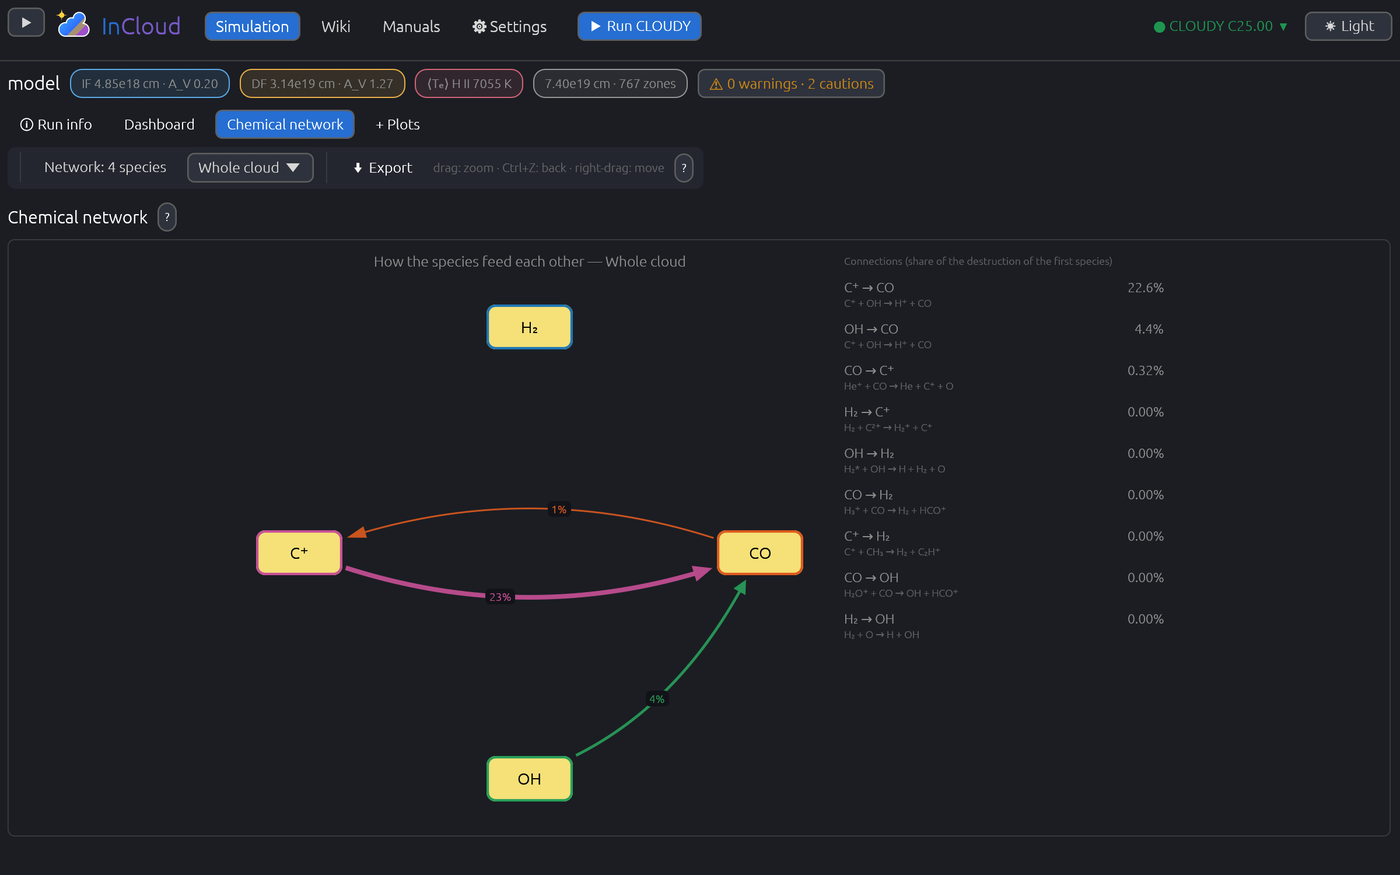 InCloud Simulation Wiki Manuals Settings Run CLOUDY CLOUDY C25.00 ▼ Light
model IF 4.85e18 cm · A_V 0.20 DF 3.14e19 cm · A_V 1.27 ⟨Tₑ⟩ H II 7055 K 7.40e19 cm · 767 zones ⚠ 0 warnings · 2 cautions
Run info Dashboard Chemical network + Plots
Network: 4 species Whole cloud Export drag: zoom · Ctrl+Z: back · right-drag: move ?
Chemical network ?
How the species feed each other — Whole cloud
H₂
1%
C⁺ CO
23%
4%
OH
Connections (share of the destruction of the first species)
C⁺ → CO 22.6%
C⁺ + OH → H⁺ + CO
OH → CO 4.4%
C⁺ + OH → H⁺ + CO
CO → C⁺ 0.32%
He⁺ + CO → He + C⁺ + O
H₂ → C⁺ 0.00%
H₂ + C²⁺ → H₂⁺ + C⁺
OH → H₂ 0.00%
H₂* + OH → H + H₂ + O
CO → H₂ 0.00%
H₃⁺ + CO → H₂ + HCO⁺
C⁺ → H₂ 0.00%
C⁺ + CH₃ → H₂ + C₂H⁺
CO → OH 0.00%
H₂O⁺ + CO → OH + HCO⁺
H₂ → OH 0.00%
H₂ + O → H + OH